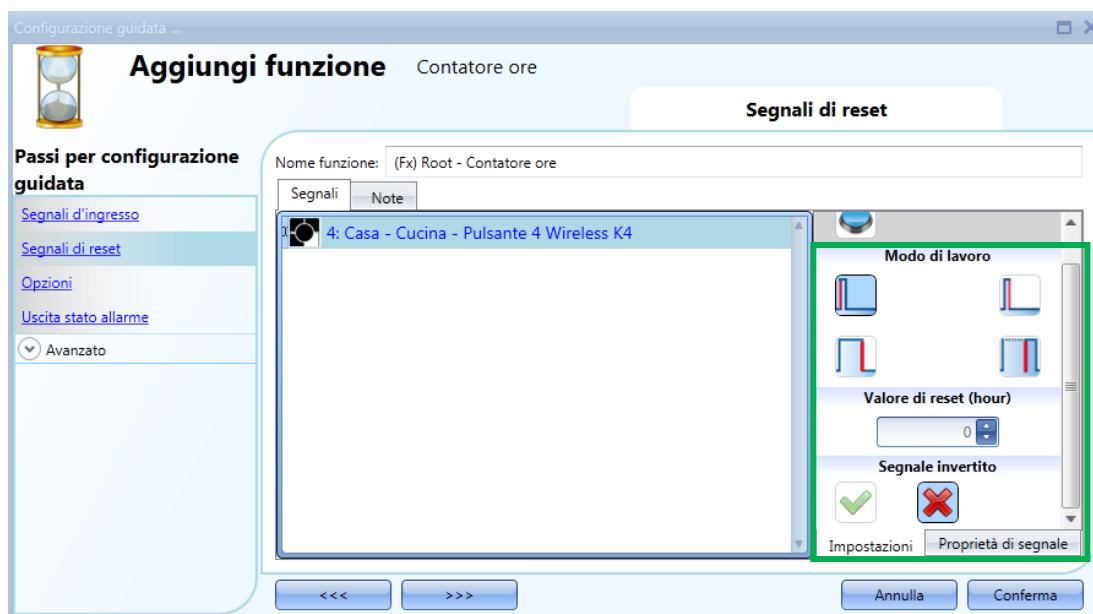 Configurazione guidata ...
Aggiungi funzione Contatore ore
Segnali di reset
Passi per configurazione
guidata
Segnali d'ingresso
Segnali di reset
Opzioni
Uscita stato allarme
Avanzato
Nome funzione: (Fx) Root - Contatore ore
Segnali Note
4: Casa - Cucina - Pulsante 4 Wireless K4
Modo di lavoro
Valore di reset (hour)
0
Segnale invertito
Impostazioni Proprietà di segnale
<<< >>> Annulla Conferma